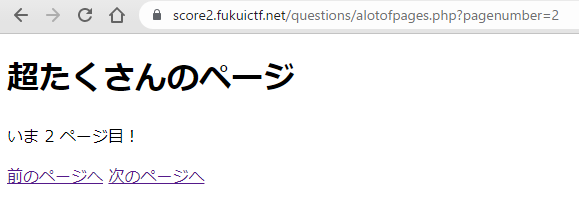 score2.fukuictf.net/questions/alotofpages.php?pagenumber=2
超たくさんのページ
いま 2 ページ目！
前のページへ 次のページへ